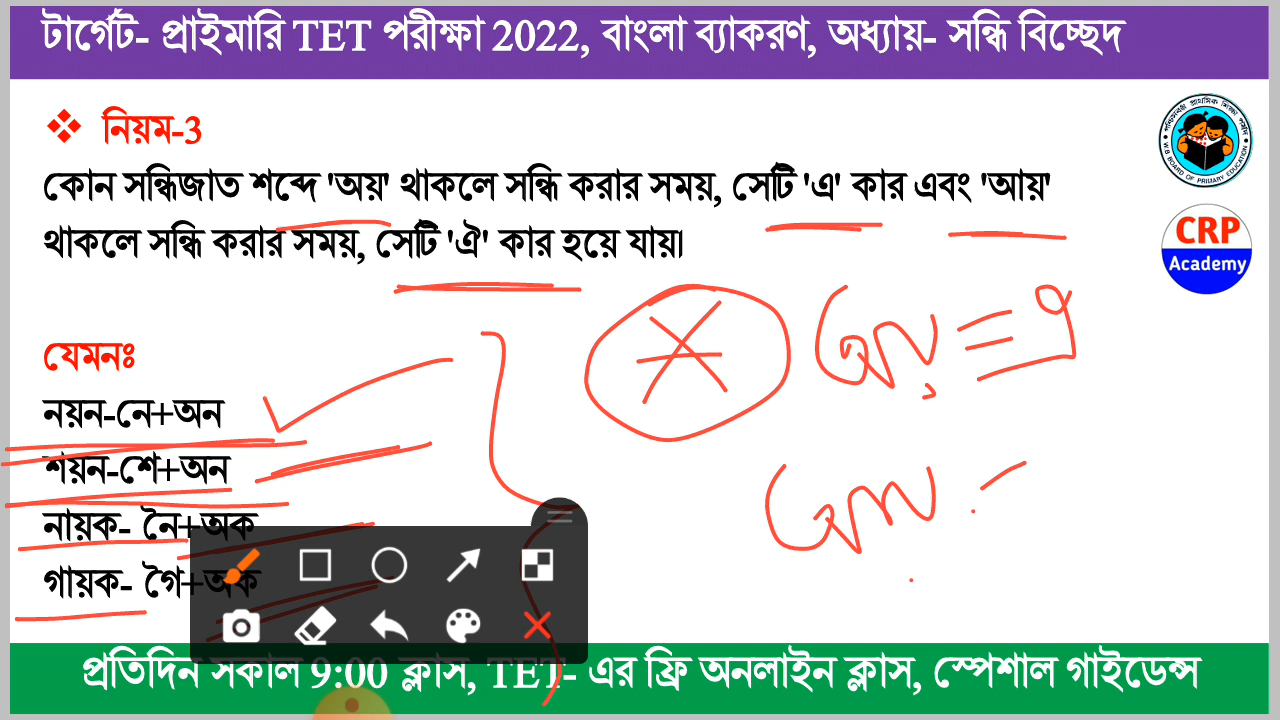 টার্গেট- প্রাইমারি TET পরীক্ষা 2022, বাংলা ব্যাকরণ, অধ্যায়- সন্ধি বিচ্ছেদ
নিয়ম-3
কোন সন্ধিজাত শব্দে 'অয়' থাকলে সন্ধি করার সময়, সেটি 'এ' কার এবং 'আয়'
থাকলে সন্ধি করার সময়, সেটি 'ঐ' কার হয়ে যায়।
CRP
Academy
যেমনঃ
নয়ন-নে+অন
শয়ন-শে+অন
নায়ক- নৈ+অক
গায়ক- গৈ+অক
প্রতিদিন সকাল 9:00 ক্লাস, TET- এর ফ্রি অনলাইন ক্লাস, স্পেশাল গাইডেন্স